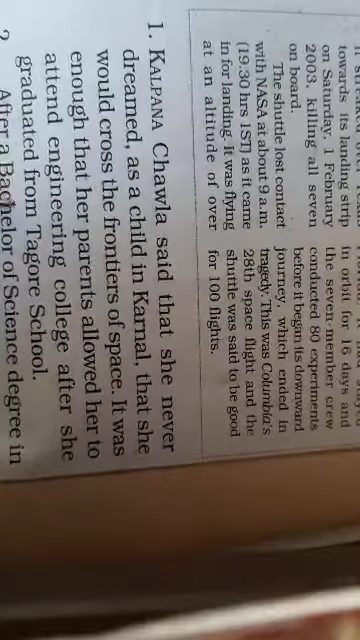 towards its landing strip
on Saturday, 1 February
2003, killing all seven
on board.
The shuttle lost contact
with NASA at about 9 a.m.
(19.30 hrs IST) as it came
in for landing. It was flying
at an altitude of over
in orbit for 16 days and
the seven-member crew
conducted 80 experiments
before it began its downward
journey, which ended in
tragedy. This was Columbia's
28th space flight and the
shuttle was said to be good
for 100 flights.
1. KALPANA Chawla said that she never
dreamed, as a child in Karnal, that she
would cross the frontiers of space. It was
enough that her parents allowed her to
attend engineering college after she
graduated from Tagore School.
2. After a Bachelor of Science degree in